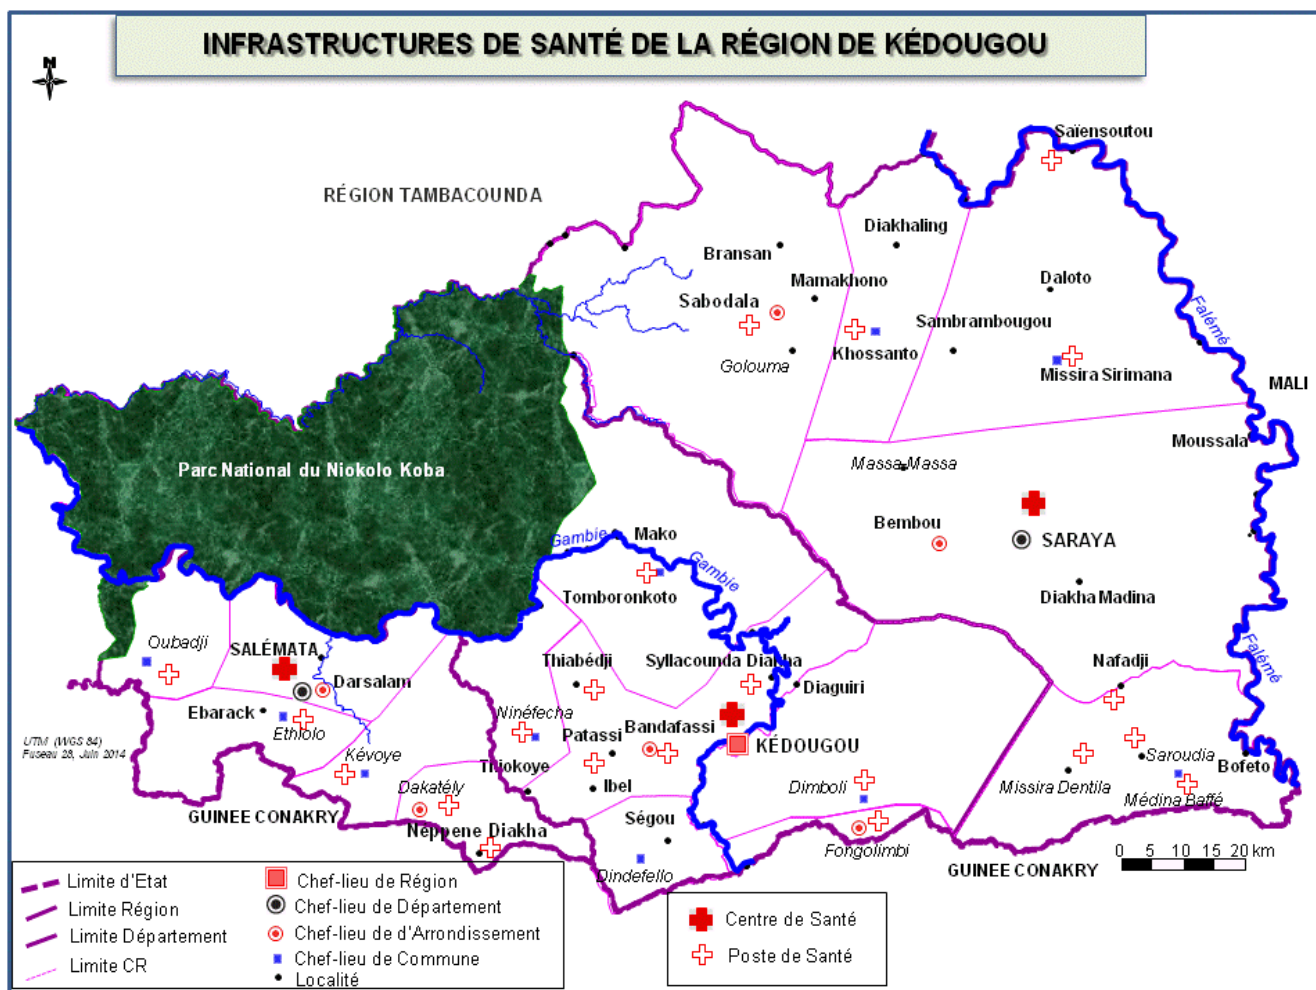 INFRASTRUCTURES DE SANTÉ DE LA RÉGION DE KÉDOUGOU
N
Saïensoutou
RÉGION TAMBACOUNDA
Diakhaling
Bransan
Mamakhono
Daloto
Sabodala
Sambrambougou
Falémé
Khossanto
Golouma
Missira Sirimana
MALI
Moussala
Massa-Massa
Parc National du Niokolo Koba
Bembou
SARAYA
Gambie
Mako
Gambie
Tomboronkoto
Diakha Madina
Oubadji
SALÉMATA
Thiabédji
Syllacounda Diakha
Nafadji
Falémé
Darsalam
Diaguiri
Ebarack
Ethiolo
Ninéfecha
Bandafassi
Patassi
KÉDOUGOU
UTM (WGS 84)
Fuseau 28, Juin 2014
Kévoye
Thiokoye
Saroudia
Bofeto
Dakatély
Ibel
Dimboli
Missira Dentila
Médina Baffé
GUINEE CONAKRY
Ségou
Neppene Diakha
Fongolimbi
GUINEE CONAKRY
0 5 10 15 20 km
Dindefello
Limite d'Etat
Limite Région
Limite Département
Limite CR
Chef-lieu de Région
Chef-lieu de Département
Chef-lieu de d'Arrondissement
Chef-lieu de Commune
Localité
Centre de Santé
Poste de Santé